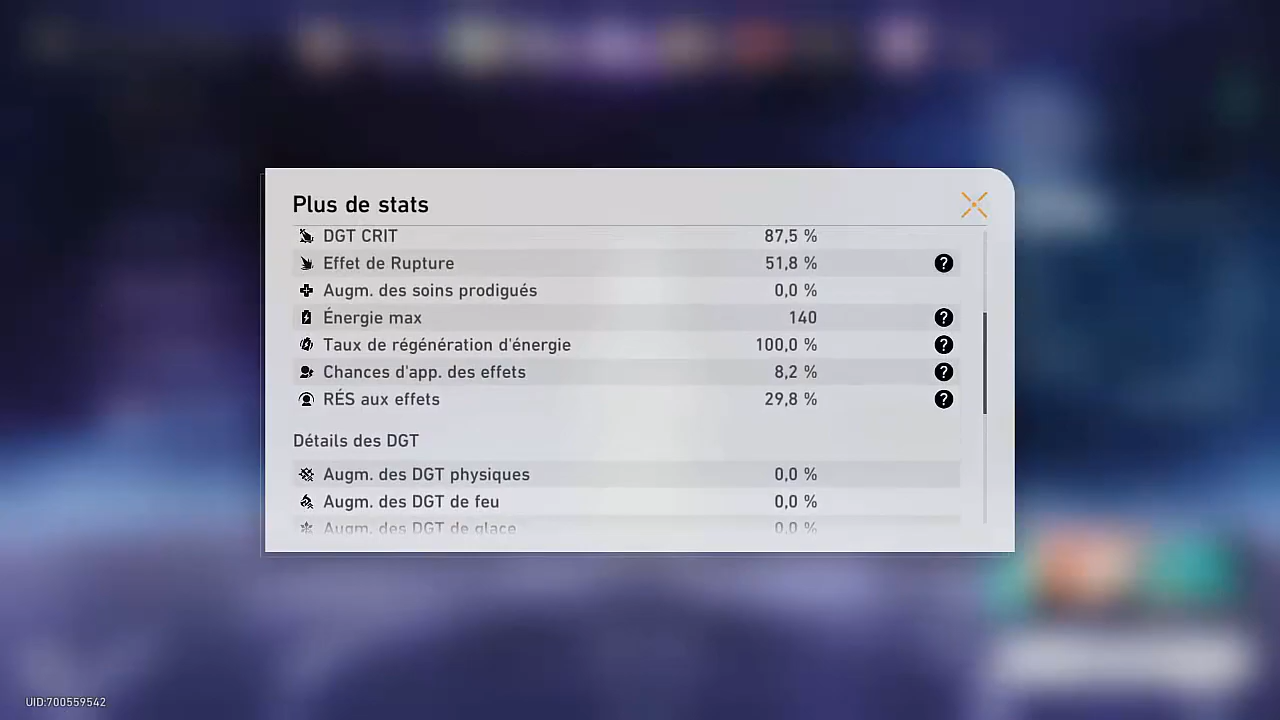 Plus de stats
DGT CRIT 87,5 %
Effet de Rupture 51,8 % ?
Augm. des soins prodigués 0,0 %
Énergie max 140 ?
Taux de régénération d'énergie 100,0 % ?
Chances d'app. des effets 8,2 % ?
RÉS aux effets 29,8 % ?
Détails des DGT
Augm. des DGT physiques 0,0 %
Augm. des DGT de feu 0,0 %
Augm. des DGT de glace 0,0 %
UID:700559542